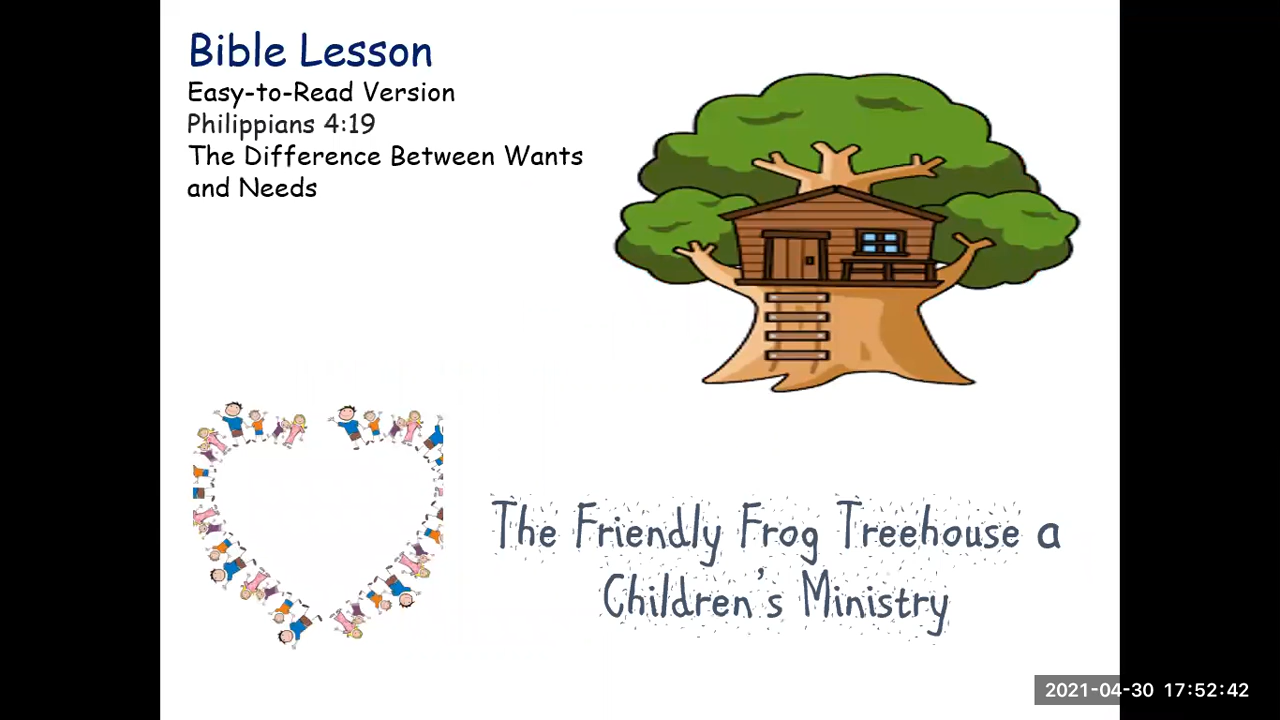 Bible Lesson
Easy-to-Read Version
Philippians 4:19
The Difference Between Wants
and Needs
The Friendly Frog Treehouse a
Children's Ministry
2021-04-30 17:52:42